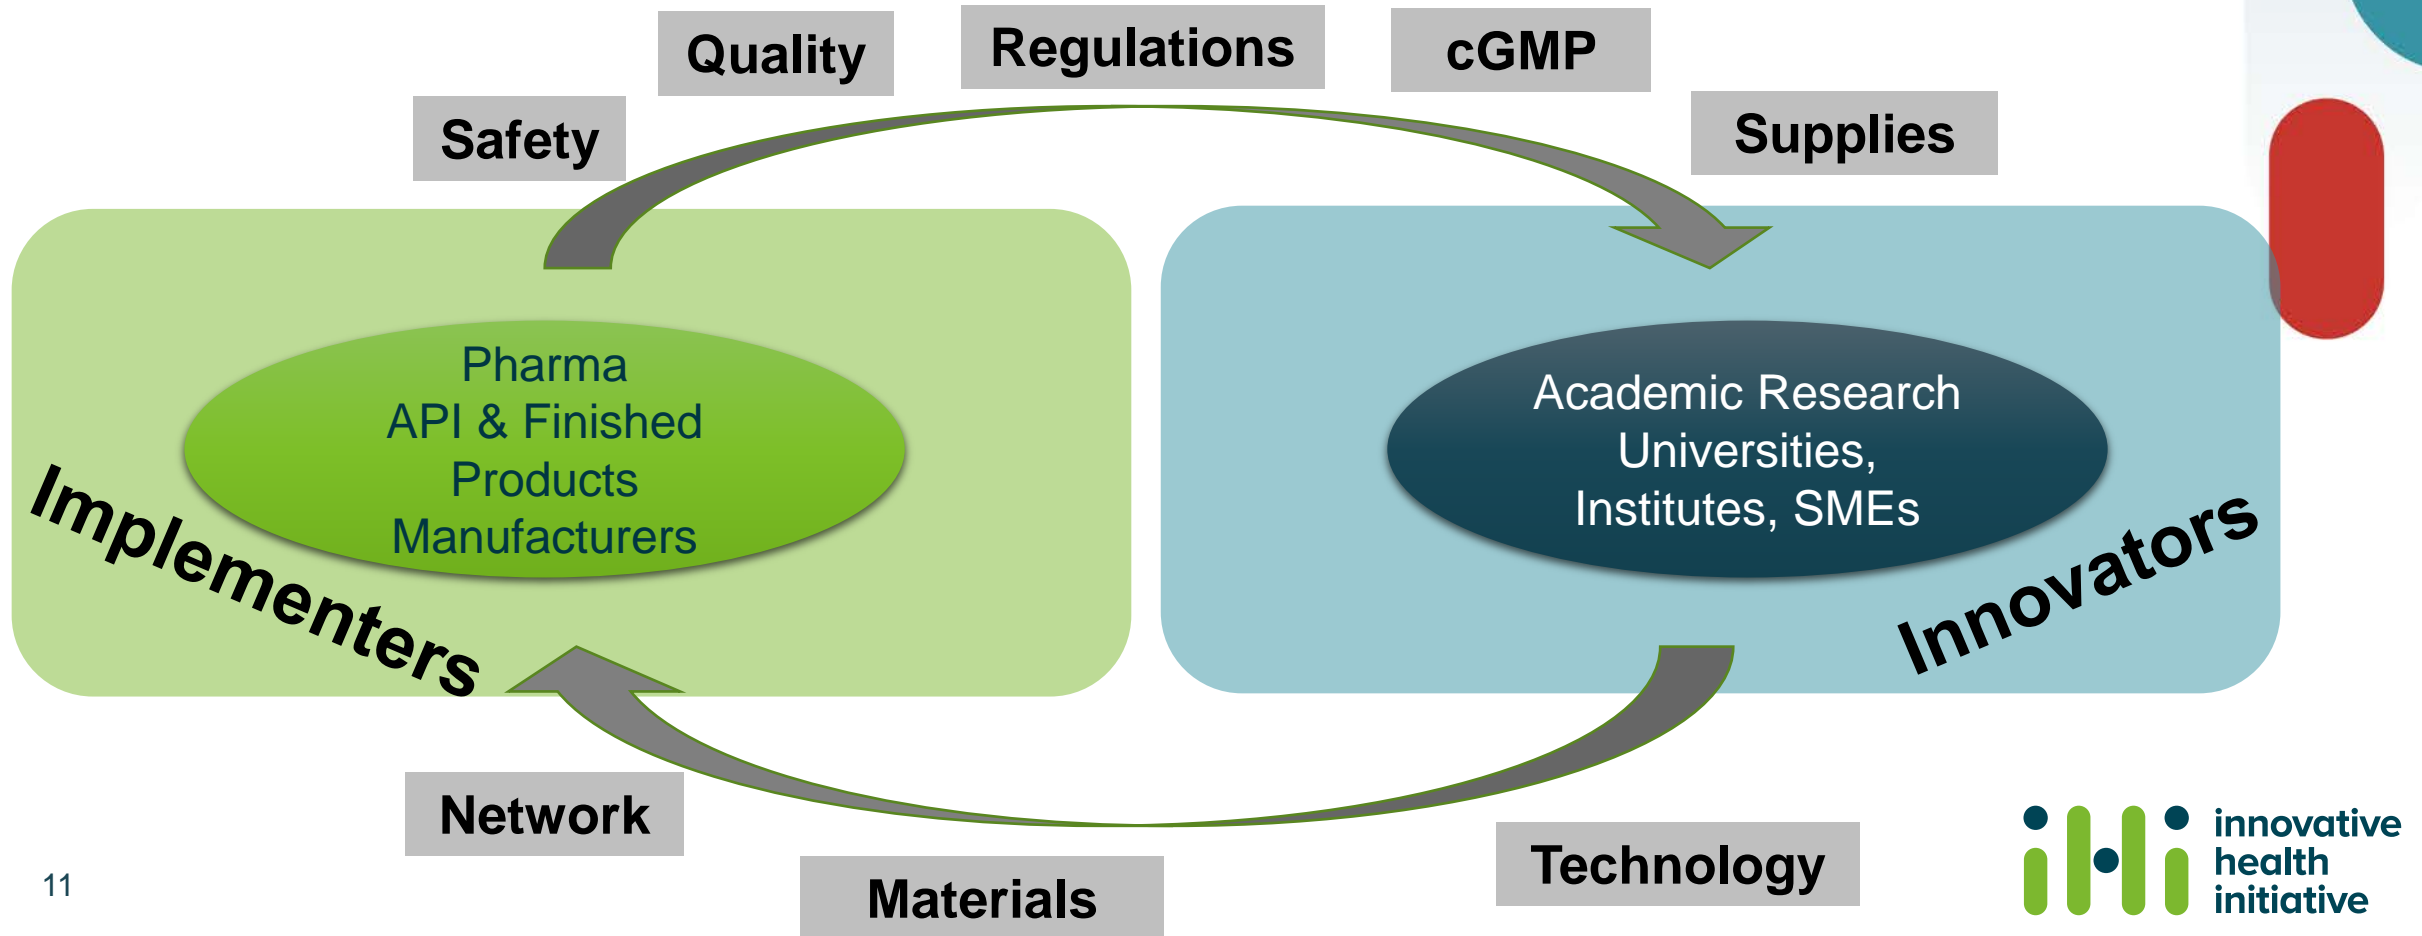 Safety
Quality
Regulations
cGMP
Supplies
Pharma
API & Finished
Products
Manufacturers
Implementers
Academic Research
Universities,
Institutes, SMEs
Innovators
Network
Materials
Technology
11
innovative
health
initiative